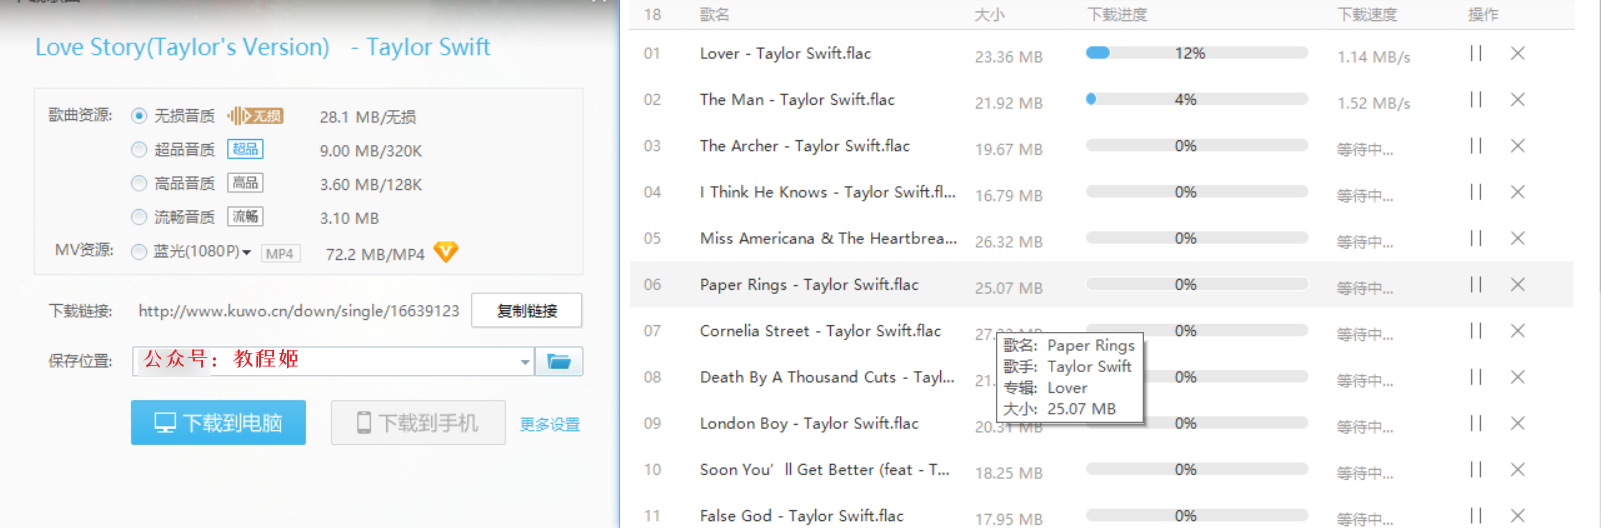 Love Story(Taylor's Version) - Taylor Swift
歌曲资源: 无损音质 无损 28.1 MB/无损
超品音质 超品 9.00 MB/320K
高品音质 高品 3.60 MB/128K
流畅音质 流畅 3.10 MB
MV资源: 蓝光(1080P) MP4 72.2 MB/MP4
下载链接: http://www.kuwo.cn/down/single/16639123 复制链接
保存位置: 公众号：教程姬
下载到电脑 下载到手机 更多设置
18 歌名 大小 下载进度 下载速度 操作
01 Lover - Taylor Swift.flac 23.36 MB 12% 1.14 MB/s
02 The Man - Taylor Swift.flac 21.92 MB 4% 1.52 MB/s
03 The Archer - Taylor Swift.flac 19.67 MB 0% 等待中...
04 I Think He Knows - Taylor Swift.fl... 16.79 MB 0% 等待中...
05 Miss Americana & The Heartbrea... 26.32 MB 0% 等待中...
06 Paper Rings - Taylor Swift.flac 25.07 MB 0% 等待中...
07 Cornelia Street - Taylor Swift.flac 0% 等待中...
歌名: Paper Rings
歌手: Taylor Swift
专辑: Lover
大小: 25.07 MB
08 Death By A Thousand Cuts - Tayl... 21. 0% 等待中...
09 London Boy - Taylor Swift.flac 20.31 MB 0% 等待中...
10 Soon You’ll Get Better (feat - T... 18.25 MB 0% 等待中...
11 False God - Taylor Swift.flac 17.95 MB 0% 等待中...